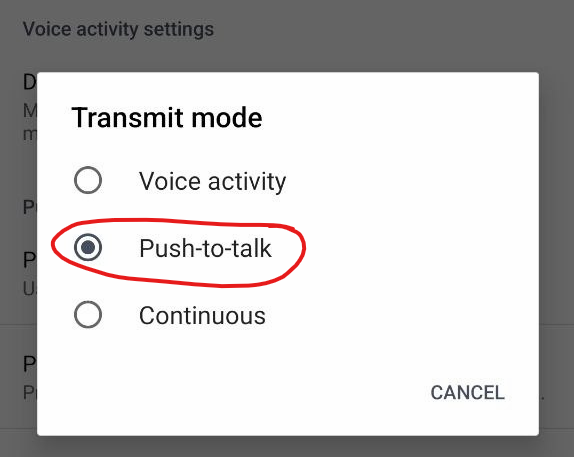 Voice activity settings
Transmit mode
Voice activity
Push-to-talk
Continuous
CANCEL